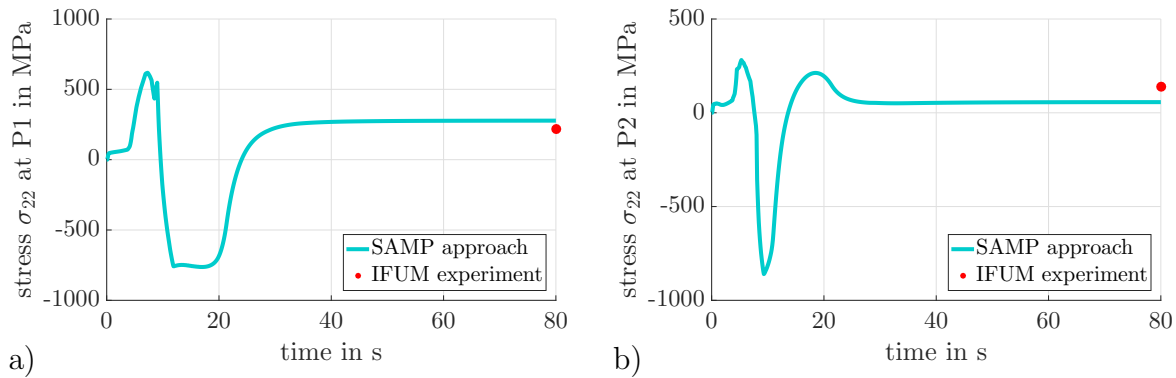 1000
500
0
-500
-1000
stress σ22 at P1 in MPa
SAMP approach
IFUM experiment
0
20
40
60
80
time in s
a)
500
0
-500
-1000
stress σ22 at P2 in MPa
SAMP approach
IFUM experiment
0
20
40
60
80
time in s
b)